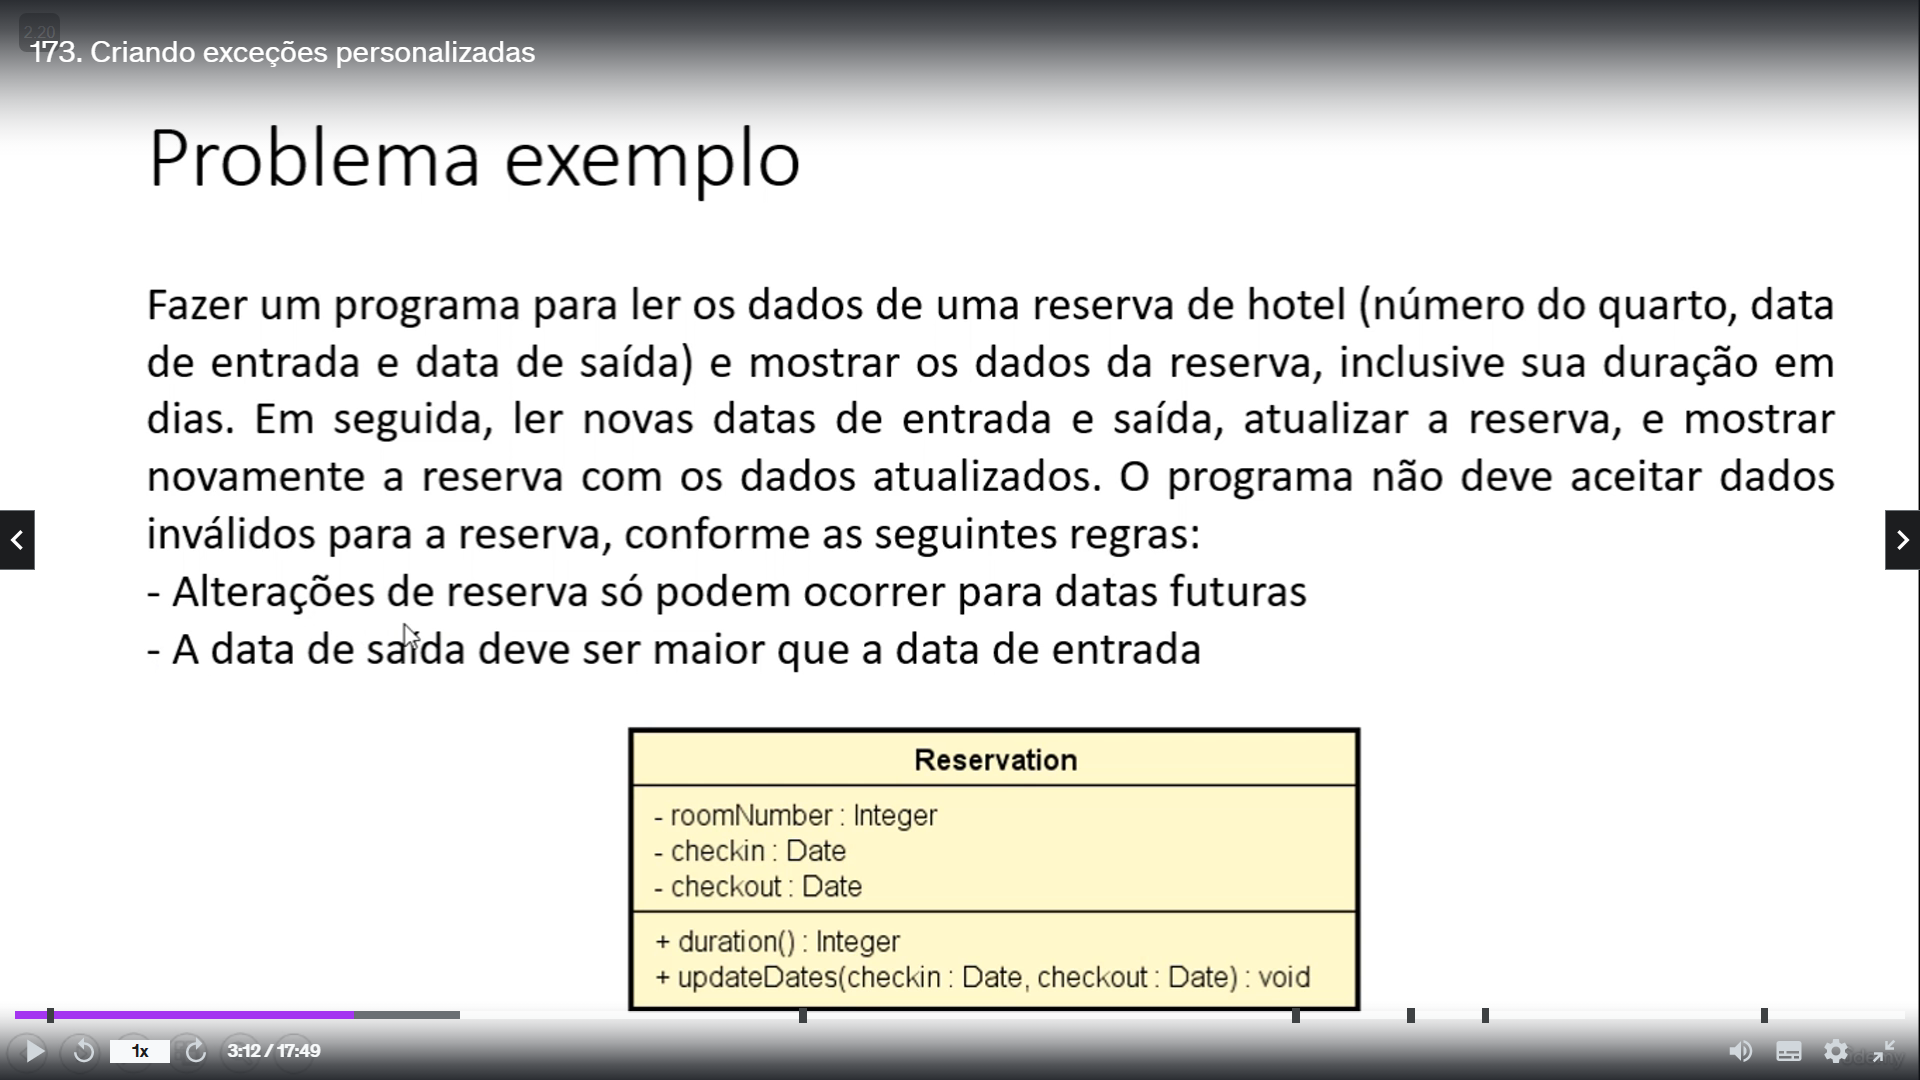 2.20
173. Criando exceções personalizadas
Problema exemplo
Fazer um programa para ler os dados de uma reserva de hotel (número do quarto, data
de entrada e data de saída) e mostrar os dados da reserva, inclusive sua duração em
dias. Em seguida, ler novas datas de entrada e saída, atualizar a reserva, e mostrar
novamente a reserva com os dados atualizados. O programa não deve aceitar dados
inválidos para a reserva, conforme as seguintes regras:
- Alterações de reserva só podem ocorrer para datas futuras
- A data de saída deve ser maior que a data de entrada
Reservation
- roomNumber : Integer
- checkin : Date
- checkout : Date
+ duration() : Integer
+ updateDates(checkin : Date, checkout : Date) : void
1x
3:12 / 17:49